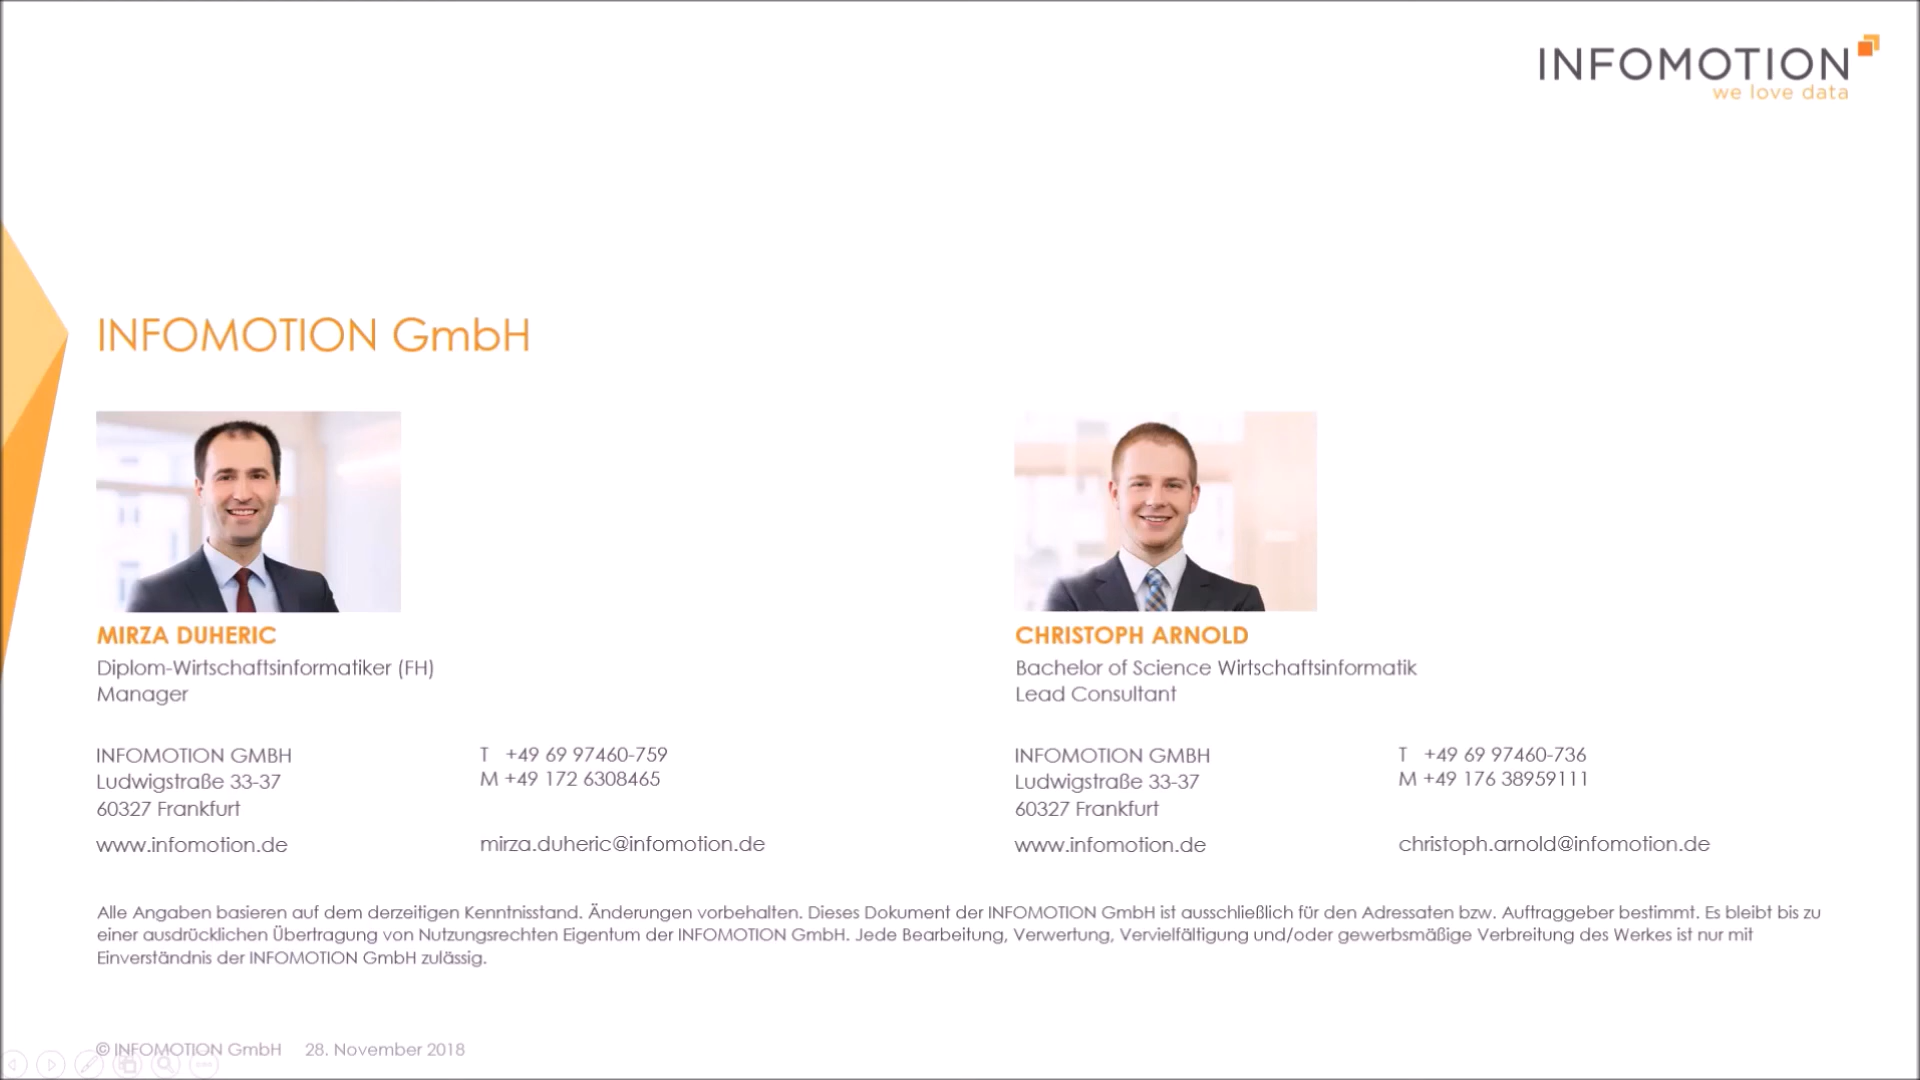 INFOMOTION
we love data
INFOMOTION GmbH
MIRZA DUHERIC
Diplom-Wirtschaftsinformatiker (FH)
Manager
INFOMOTION GMBH
Ludwigstraße 33-37
60327 Frankfurt
www.infomotion.de
T +49 69 97460-759
M +49 172 6308465
mirza.duheric@infomotion.de
CHRISTOPH ARNOLD
Bachelor of Science Wirtschaftsinformatik
Lead Consultant
INFOMOTION GMBH
Ludwigstraße 33-37
60327 Frankfurt
www.infomotion.de
T +49 69 97460-736
M +49 176 38959111
christoph.arnold@infomotion.de
Alle Angaben basieren auf dem derzeitigen Kenntnisstand. Änderungen vorbehalten. Dieses Dokument der INFOMOTION GmbH ist ausschließlich für den Adressaten bzw. Auftraggeber bestimmt. Es bleibt bis zu
einer ausdrücklichen Übertragung von Nutzungsrechten Eigentum der INFOMOTION GmbH. Jede Bearbeitung, Verwertung, Vervielfältigung und/oder gewerbsmäßige Verbreitung des Werkes ist nur mit
Einverständnis der INFOMOTION GmbH zulässig.
© INFOMOTION GmbH 28. November 2018